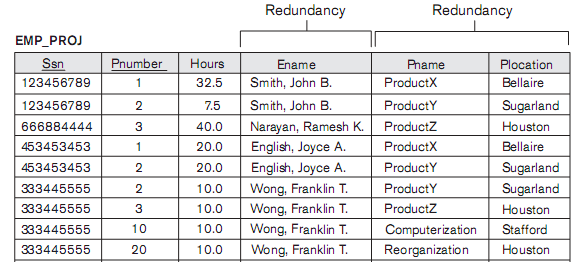 Redundancy Redundancy
EMP_PROJ
Ssn Pnumber Hours Ename Pname Plocation
123456789 1 32.5 Smith, John B. ProductX Bellaire
123456789 2 7.5 Smith, John B. ProductY Sugarland
666884444 3 40.0 Narayan, Ramesh K. ProductZ Houston
453453453 1 20.0 English, Joyce A. ProductX Bellaire
453453453 2 20.0 English, Joyce A. ProductY Sugarland
333445555 2 10.0 Wong, Franklin T. ProductY Sugarland
333445555 3 10.0 Wong, Franklin T. ProductZ Houston
333445555 10 10.0 Wong, Franklin T. Computerization Stafford
333445555 20 10.0 Wong, Franklin T. Reorganization Houston